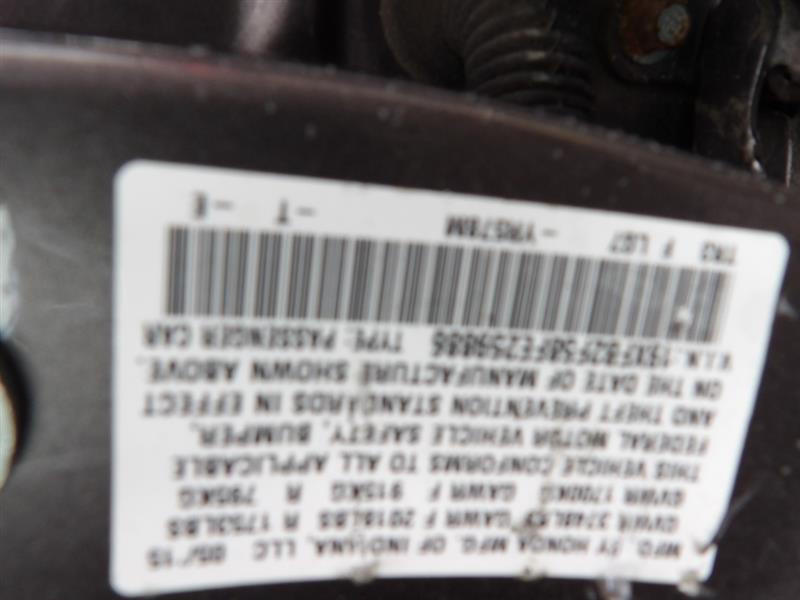 MFD. BY HONDA MFG. OF INDIANA, LLC 05/15
GVWR 3748LBS GAWR F 2018LBS R 1753LBS
GVWR 1700KG GAWR F 915KG R 795KG
THIS VEHICLE CONFORMS TO ALL APPLICABLE
FEDERAL MOTOR VEHICLE SAFETY, BUMPER,
AND THEFT PREVENTION STANDARDS IN EFFECT
ON THE DATE OF MANUFACTURE SHOWN ABOVE.
V.I.N.:19XFB2F58FE259886 TYPE: PASSENGER CAR
F -YR578M -T -E